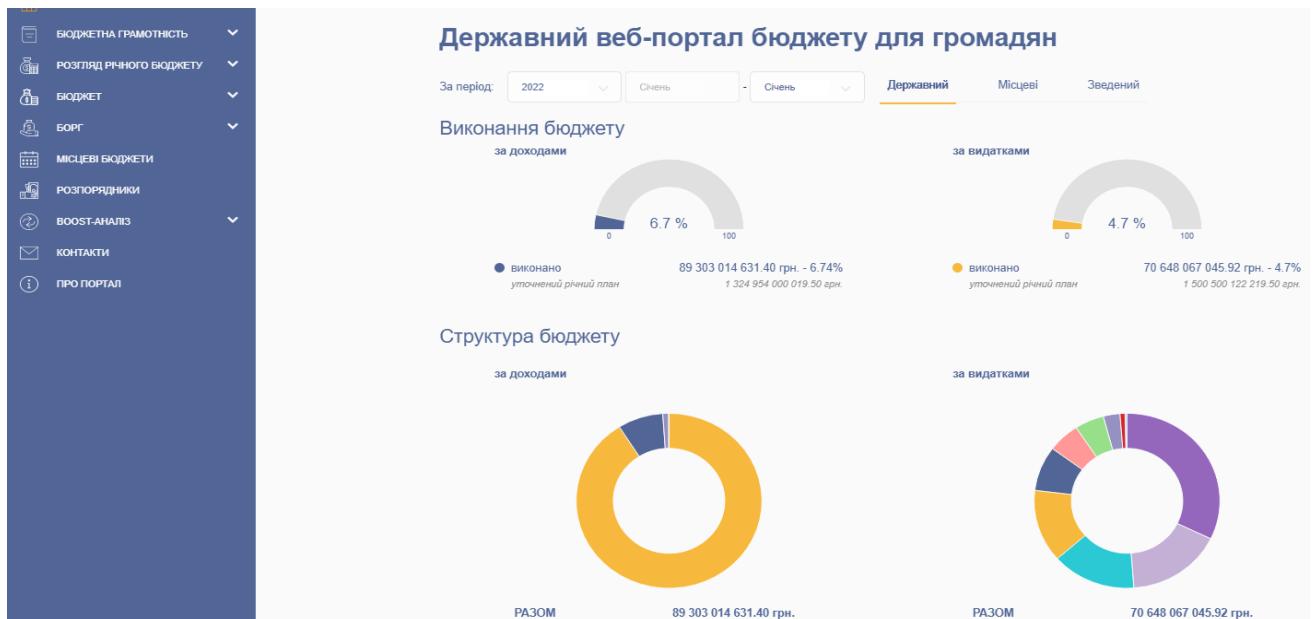 БЮДЖЕТНА ГРАМОТНІСТЬ
РОЗГЛЯД РІЧНОГО БЮДЖЕТУ
БЮДЖЕТ
БОРГ
МІСЦЕВІ БЮДЖЕТИ
РОЗПОРЯДНИКИ
BOOST-АНАЛІЗ
КОНТАКТИ
ПРО ПОРТАЛ
Державний веб-портал бюджету для громадян
За період: 2022 Січень - Січень Державний Місцеві Зведений
Виконання бюджету
за доходами за видатками
6.7 % 4.7 %
0 100 0 100
виконано 89 303 014 631.40 грн. - 6.74% виконано 70 648 067 045.92 грн. - 4.7%
уточнений річний план 1 324 954 000 019.50 грн. уточнений річний план 1 500 500 122 219.50 грн.
Структура бюджету
за доходами за видатками
РАЗОМ 89 303 014 631.40 грн. РАЗОМ 70 648 067 045.92 грн.